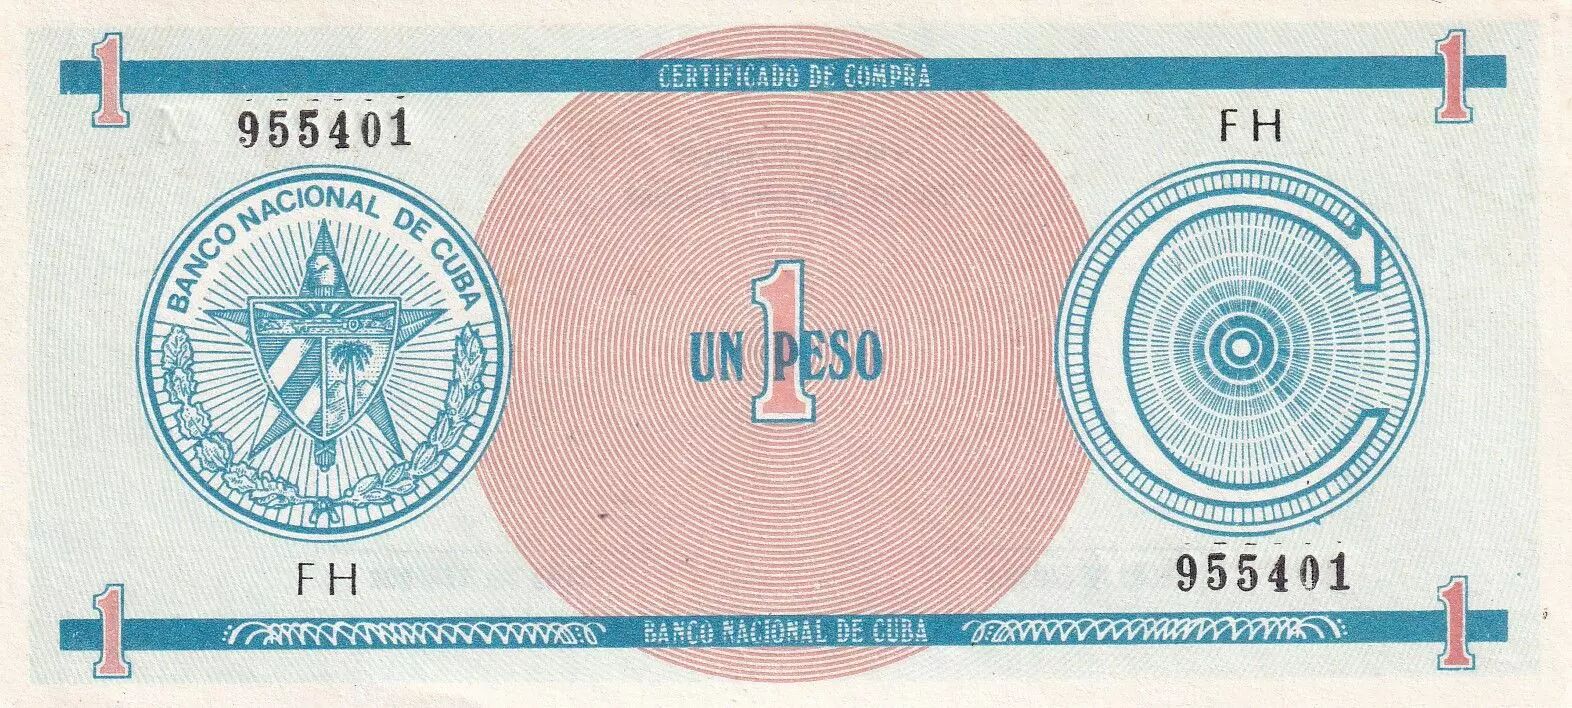 1 CERTIFICADO DE COMPRA 1
955401 FH
BANCO NACIONAL DE CUBA
C
1
UN PESO
FH 955401
1 BANCO NACIONAL DE CUBA 1